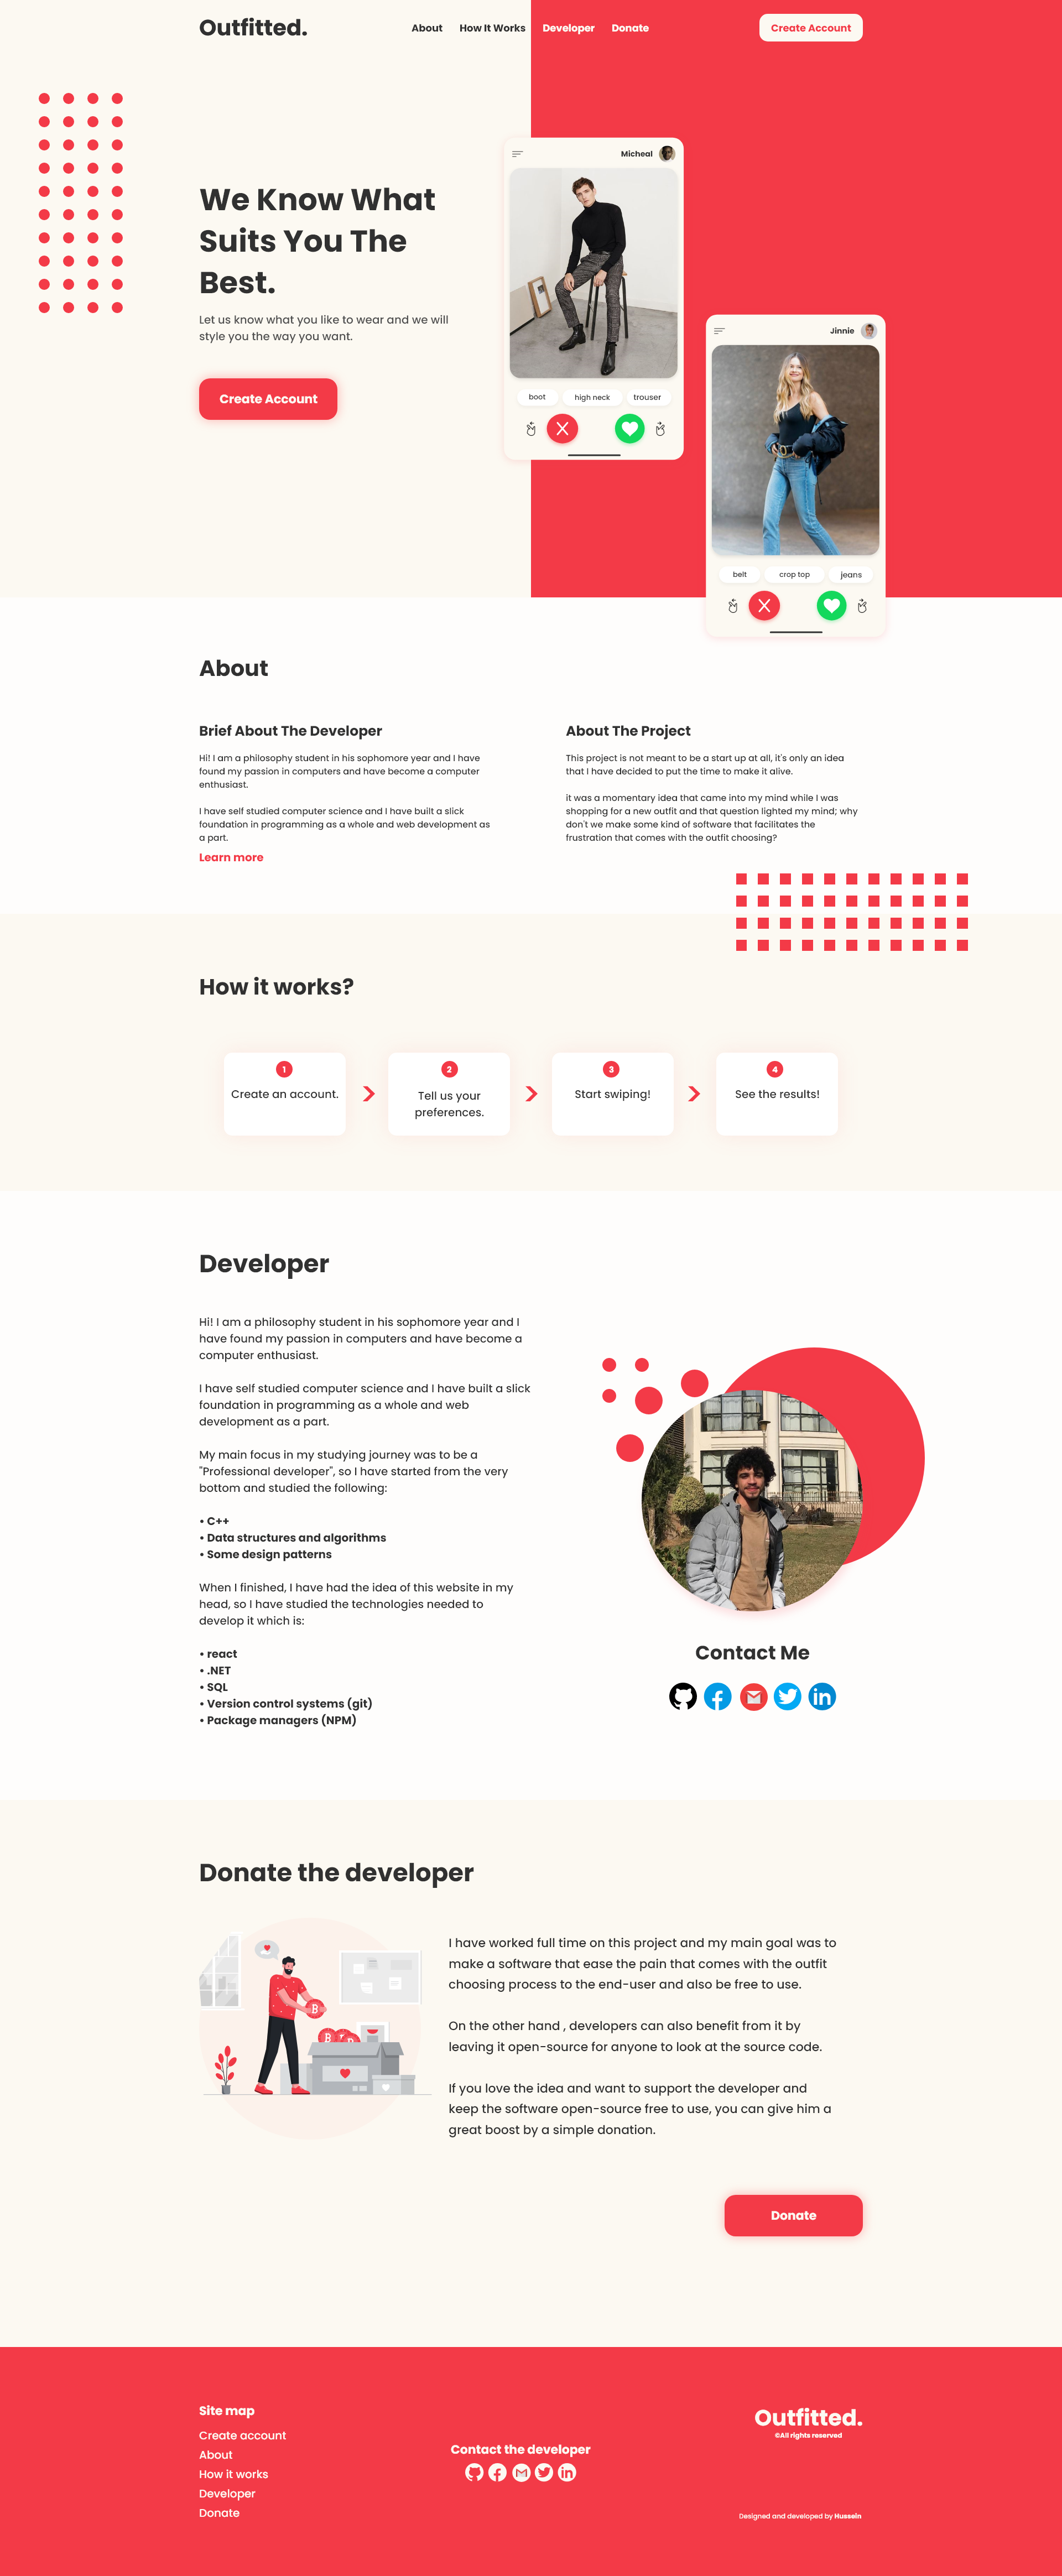 Outfitted.
About
How It Works
Developer
Donate
Create Account
We Know What
Suits You The
Best.
Let us know what you like to wear and we will
style you the way you want.
Create Account
Micheal
boot
high neck
trouser
Jinnie
belt
crop top
jeans
About
Brief About The Developer
Hi! I am a philosophy student in his sophomore year and I have
found my passion in computers and have become a computer
enthusiast.
I have self studied computer science and I have built a slick
foundation in programming as a whole and web development as
a part.
Learn more
About The Project
This project is not meant to be a start up at all, it's only an idea
that I have decided to put the time to make it alive.
it was a momentary idea that came into my mind while I was
shopping for a new outfit and that question lighted my mind; why
don't we make some kind of software that facilitates the
frustration that comes with the outfit choosing?
How it works?
1
Create an account.
2
Tell us your
preferences.
3
Start swiping!
4
See the results!
Developer
Hi! I am a philosophy student in his sophomore year and I
have found my passion in computers and have become a
computer enthusiast.
I have self studied computer science and I have built a slick
foundation in programming as a whole and web
development as a part.
My main focus in my studying journey was to be a
"Professional developer", so I have started from the very
bottom and studied the following:
• C++
• Data structures and algorithms
• Some design patterns
When I finished, I have had the idea of this website in my
head, so I have studied the technologies needed to
develop it which is:
• react
• .NET
• SQL
• Version control systems (git)
• Package managers (NPM)
Contact Me
Donate the developer
I have worked full time on this project and my main goal was to
make a software that ease the pain that comes with the outfit
choosing process to the end-user and also be free to use.
On the other hand , developers can also benefit from it by
leaving it open-source for anyone to look at the source code.
If you love the idea and want to support the developer and
keep the software open-source free to use, you can give him a
great boost by a simple donation.
Donate
Site map
Create account
About
How it works
Developer
Donate
Contact the developer
Outfitted.
©All rights reserved
Designed and developed by Hussein